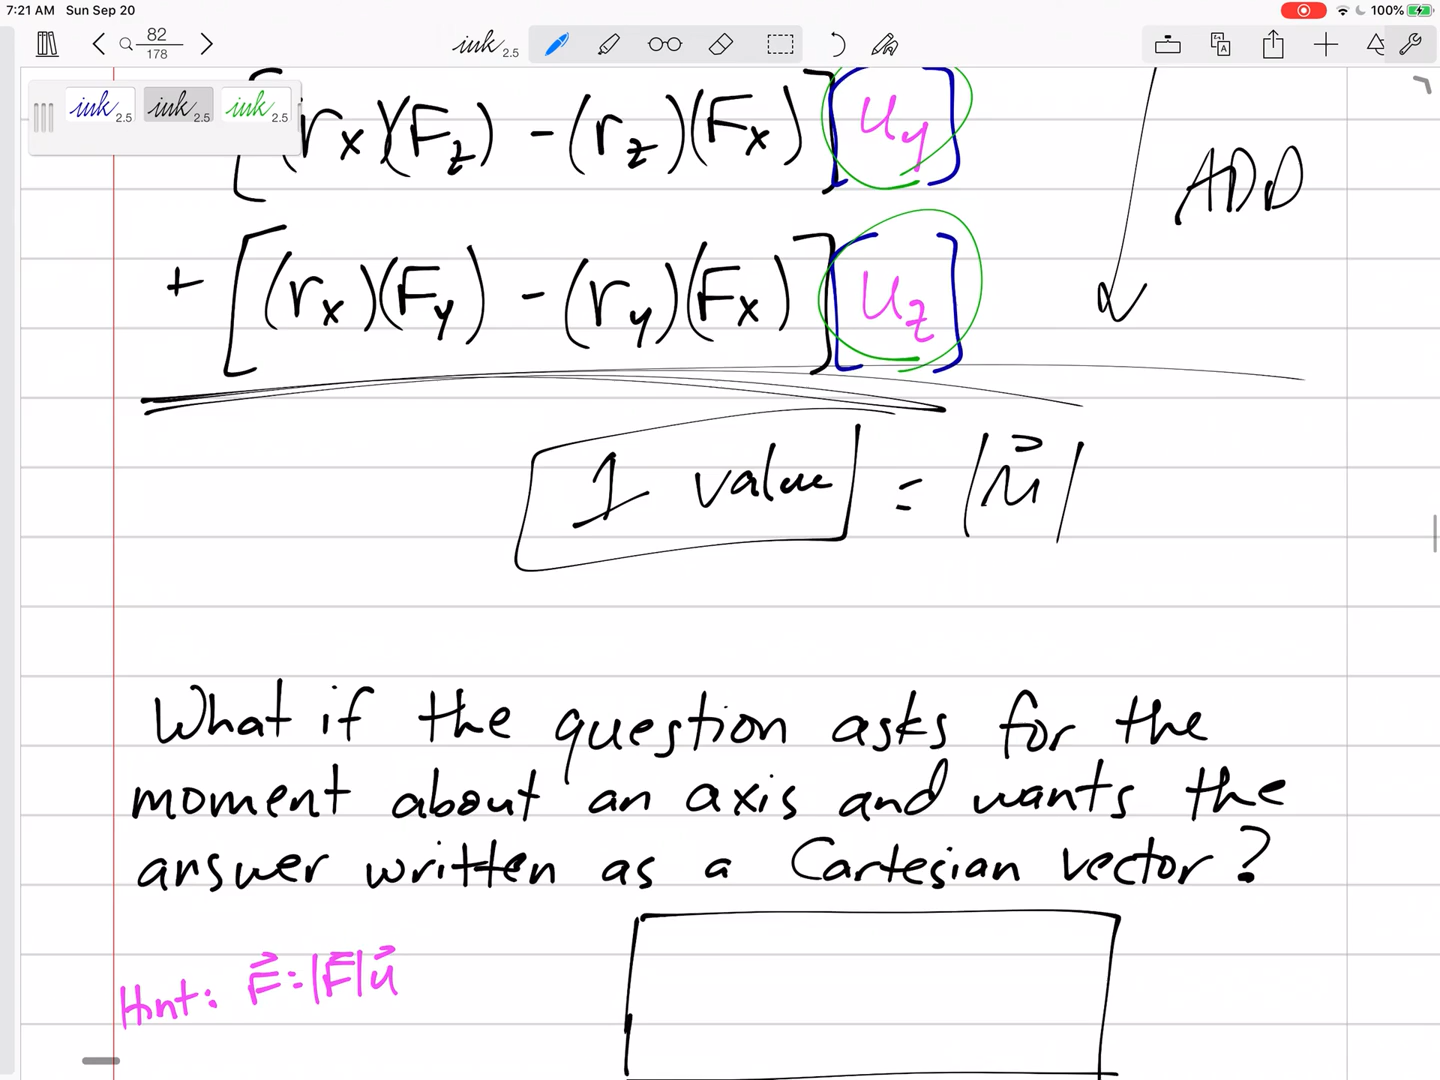 7:21 AM Sun Sep 20
100%
82
178
ink 2.5
ink 2.5 ink 2.5 ink 2.5
[(rx)(Fz) - (rz)(Fx)][uy]
ADD
+ [(rx)(Fy) - (ry)(Fx)][uz]
1 value = |M⃗|
What if the question asks for the
moment about an axis and wants the
answer written as a Cartesian vector?
Hint: F⃗ = |F⃗|u⃗